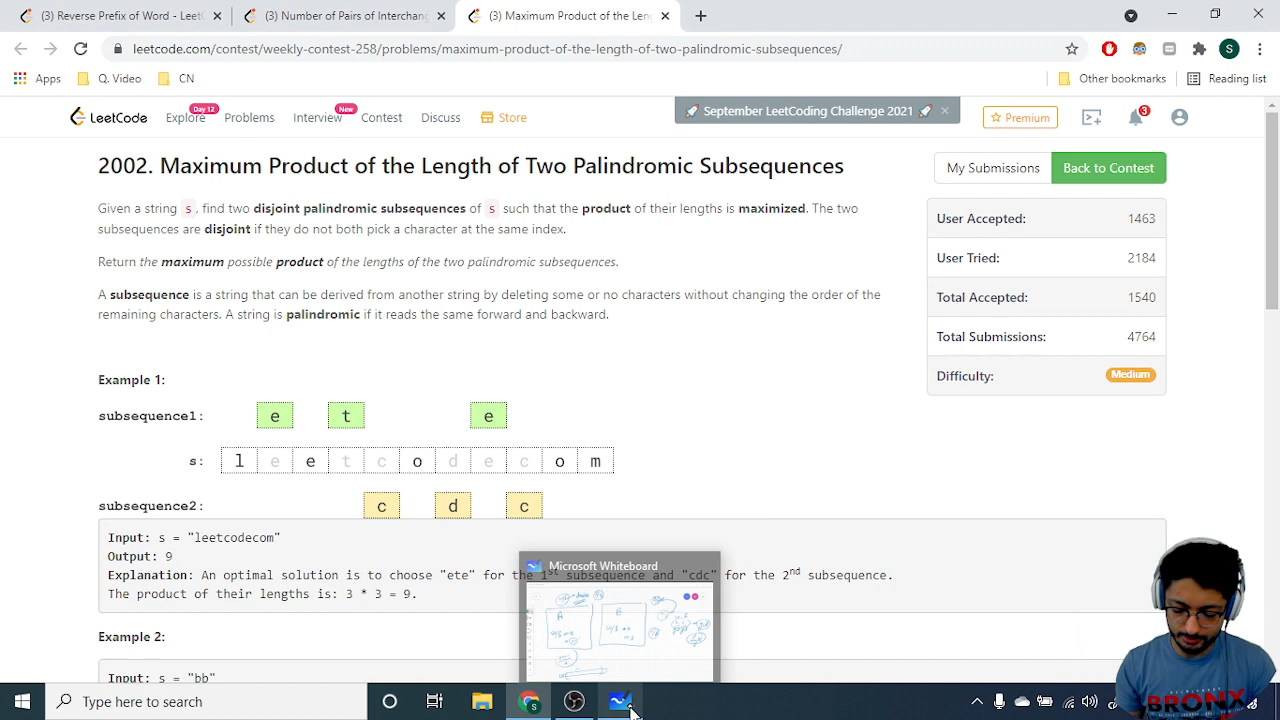 (3) Reverse Prefix of Word - Leet
(3) Number of Pairs of Interchang
(3) Maximum Product of the Leng
leetcode.com/contest/weekly-contest-258/problems/maximum-product-of-the-length-of-two-palindromic-subsequences/
S
Apps
Q. Video
CN
Other bookmarks
Reading list
LeetCode
Day 12
Explore
Problems
New
Interview
Contest
Discuss
Store
September LeetCoding Challenge 2021
Premium
3
2002. Maximum Product of the Length of Two Palindromic Subsequences
My Submissions
Back to Contest
Given a string s, find two disjoint palindromic subsequences of s such that the product of their lengths is maximized. The two
subsequences are disjoint if they do not both pick a character at the same index.
Return the maximum possible product of the lengths of the two palindromic subsequences.
A subsequence is a string that can be derived from another string by deleting some or no characters without changing the order of the
remaining characters. A string is palindromic if it reads the same forward and backward.
User Accepted: 1463
User Tried: 2184
Total Accepted: 1540
Total Submissions: 4764
Difficulty: Medium
Example 1:
subsequence1: e t e
s: l e e t c o d e c o m
subsequence2: c d c
Input: s = "leetcodecom"
Output: 9
Explanation: An optimal solution is to choose "ete" for the 1st subsequence and "cdc" for the 2nd subsequence.
The product of their lengths is: 3 * 3 = 9.
Example 2:
Input: s = "bb"
Microsoft Whiteboard
A
B
Type here to search
BRONX